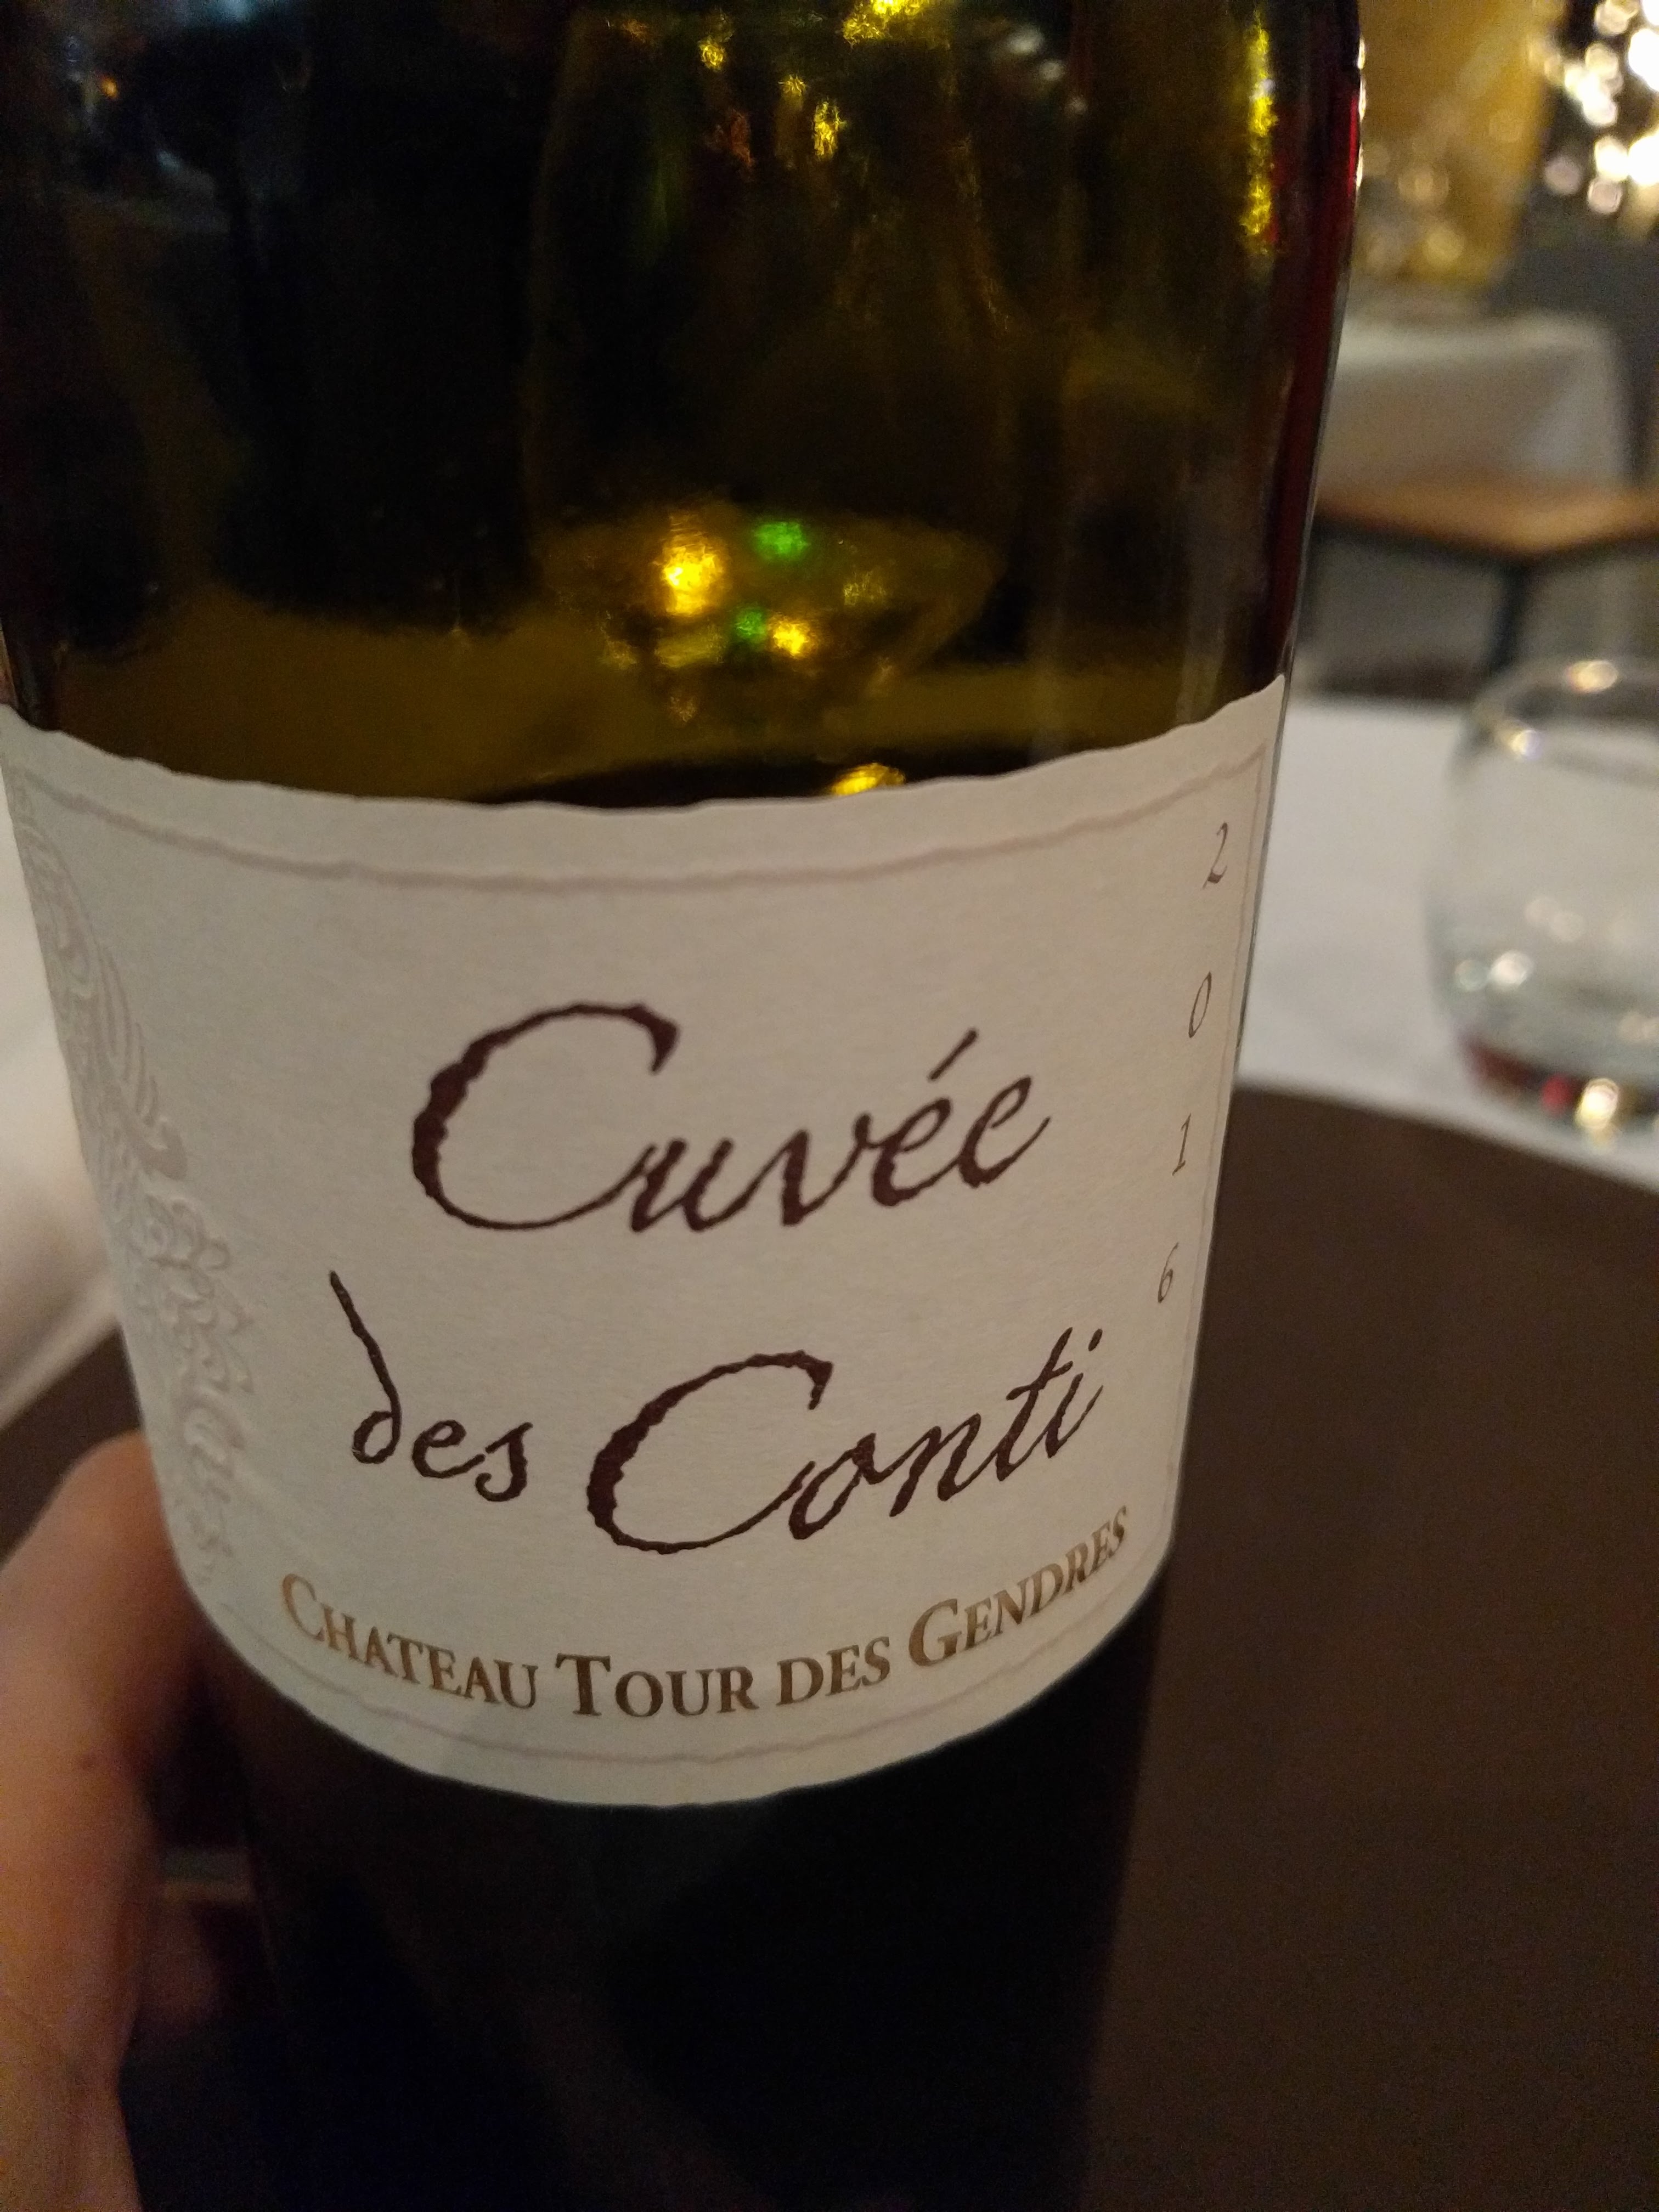 2016
Cuvée
des Conti
CHATEAU TOUR DES GENDRES